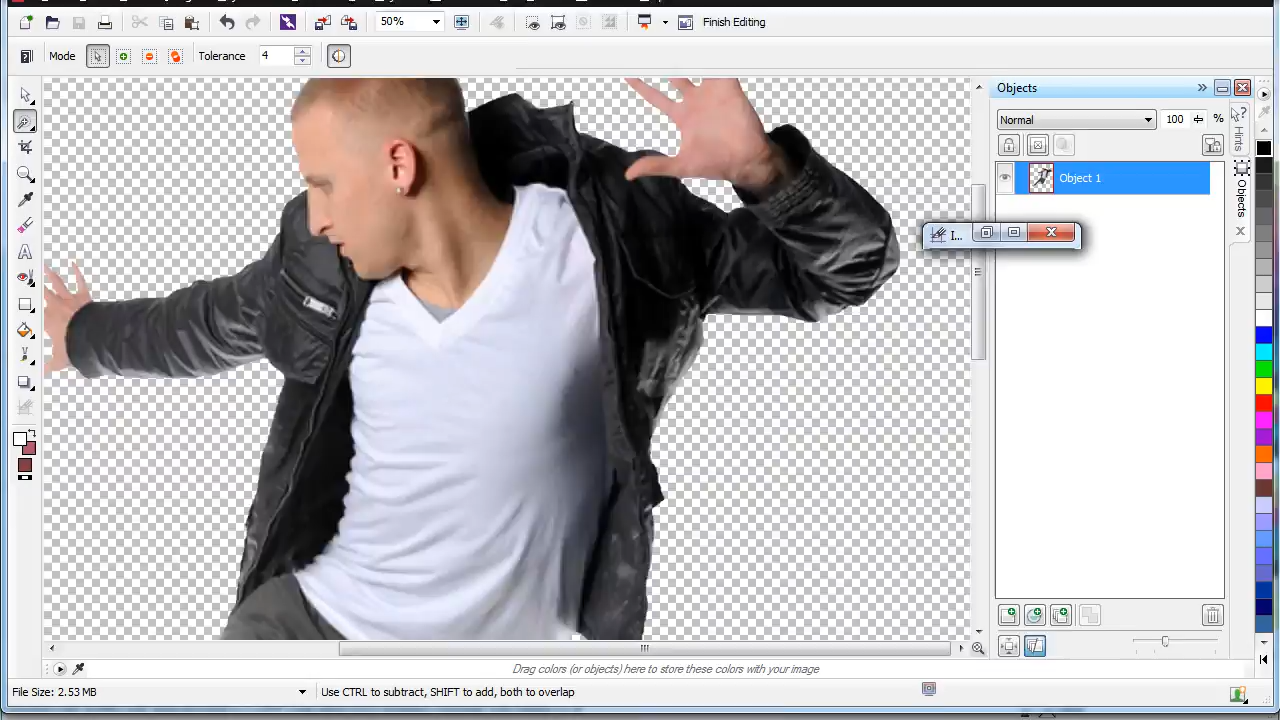 50%
Finish Editing
Mode
Tolerance
4
Objects
Normal
100
%
Hints
Object 1
Objects
I...
Drag colors (or objects) here to store these colors with your image
File Size: 2.53 MB
Use CTRL to subtract, SHIFT to add, both to overlap